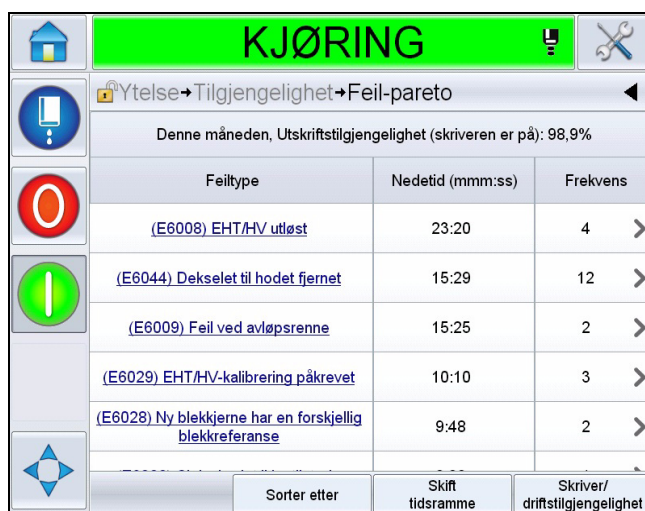 KJØRING
Ytelse→Tilgjengelighet→Feil-pareto
Denne måneden, Utskriftstilgjengelighet (skriveren er på): 98,9%
Feiltype Nedetid (mmm:ss) Frekvens
(E6008) EHT/HV utløst 23:20 4
(E6044) Dekselet til hodet fjernet 15:29 12
(E6009) Feil ved avløpsrenne 15:25 2
(E6029) EHT/HV-kalibrering påkrevet 10:10 3
(E6028) Ny blekkjerne har en forskjellig
blekkreferanse 9:48 2
Sorter etter
Skift
tidsramme
Skriver/
driftstilgjengelighet